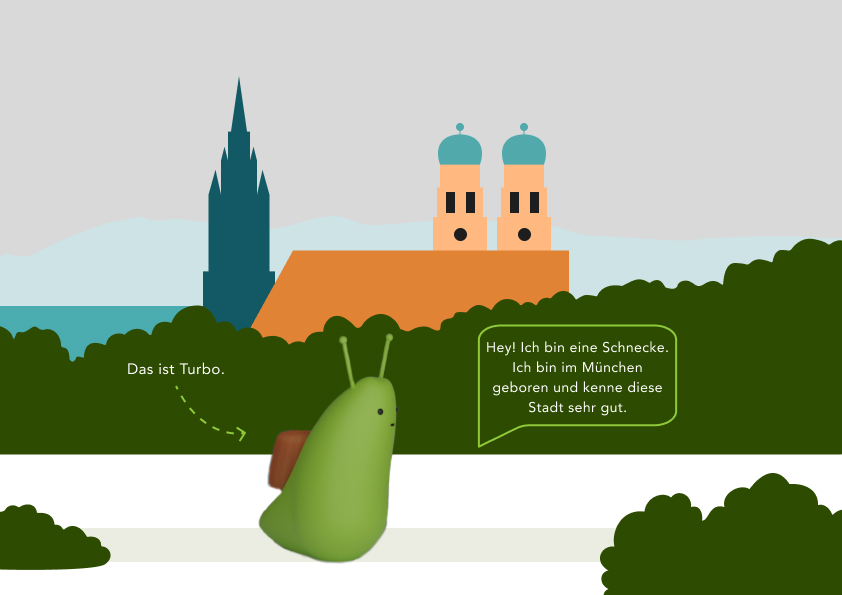 Das ist Turbo.
Hey! Ich bin eine Schnecke.
Ich bin im München
geboren und kenne diese
Stadt sehr gut.